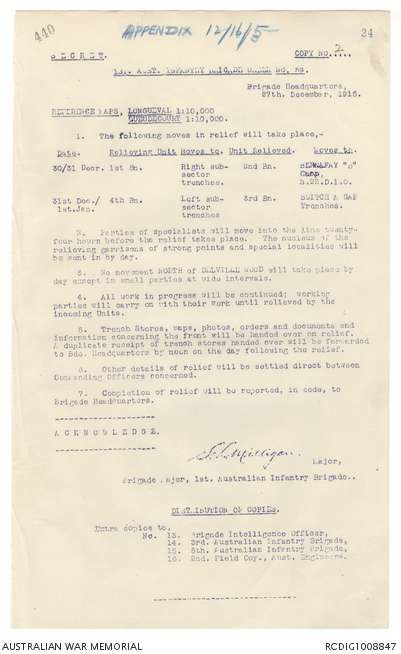 440
APPENDIX 12/16/5
24
SECRET.
COPY NO. 2...
1ST. AUST. INFANTRY BRIGADE ORDER NO.
Brigade Headquarters,
27th. December, 1916.
REFERENCE MAPS, LONGUEVAL 1:10,000
GUEUDECOURT 1:10,000.
1. The following moves in relief will take place,-
Date. Relieving Unit Moves to. Unit Relieved. Moves to.
30/31 Decr. 1st Bn. Right sub-sector trenches. 2nd Bn. "B" Camp,
31st Dec./1st.Jan. 4th Bn. Left sub-sector trenches 3rd Bn. SWITCH & GAP Trenches.
2. Parties of specialists will move into the line twenty-
four hours before the relief takes place. The nucleus of the
relieving garrisons of strong points and special localities will
be sent in by day.
3. No movement NORTH of DELVILLE WOOD will take place by
day except in small parties at wide intervals.
4. All work in progress will be continued; working
parties will carry on with their work until relieved by the
incoming Units.
5. Trench Stores, maps, photos, orders and documents and
information concerning the front will be handed over on relief.
A duplicate receipt of trench stores handed over will be forwarded
to Bde. Headquarters by noon on the day following the relief.
6. Other details of relief will be settled direct between
Commanding Officers concerned.
7. Completion of relief will be reported, in code, to
Brigade Headquarters.
ACKNOWLEDGE.
Milligan
Major,
Brigade Major, 1st. Australian Infantry Brigade..
DISTRIBUTION OF COPIES.
Extra copies to,
No. 13. Brigade Intelligence Officer,
14. 3rd. Australian Infantry Brigade,
15. 5th. Australian Infantry Brigade,
16. 2nd. Field Coy., Aust. Engineers.
AUSTRALIAN WAR MEMORIAL
RCDIG1008847